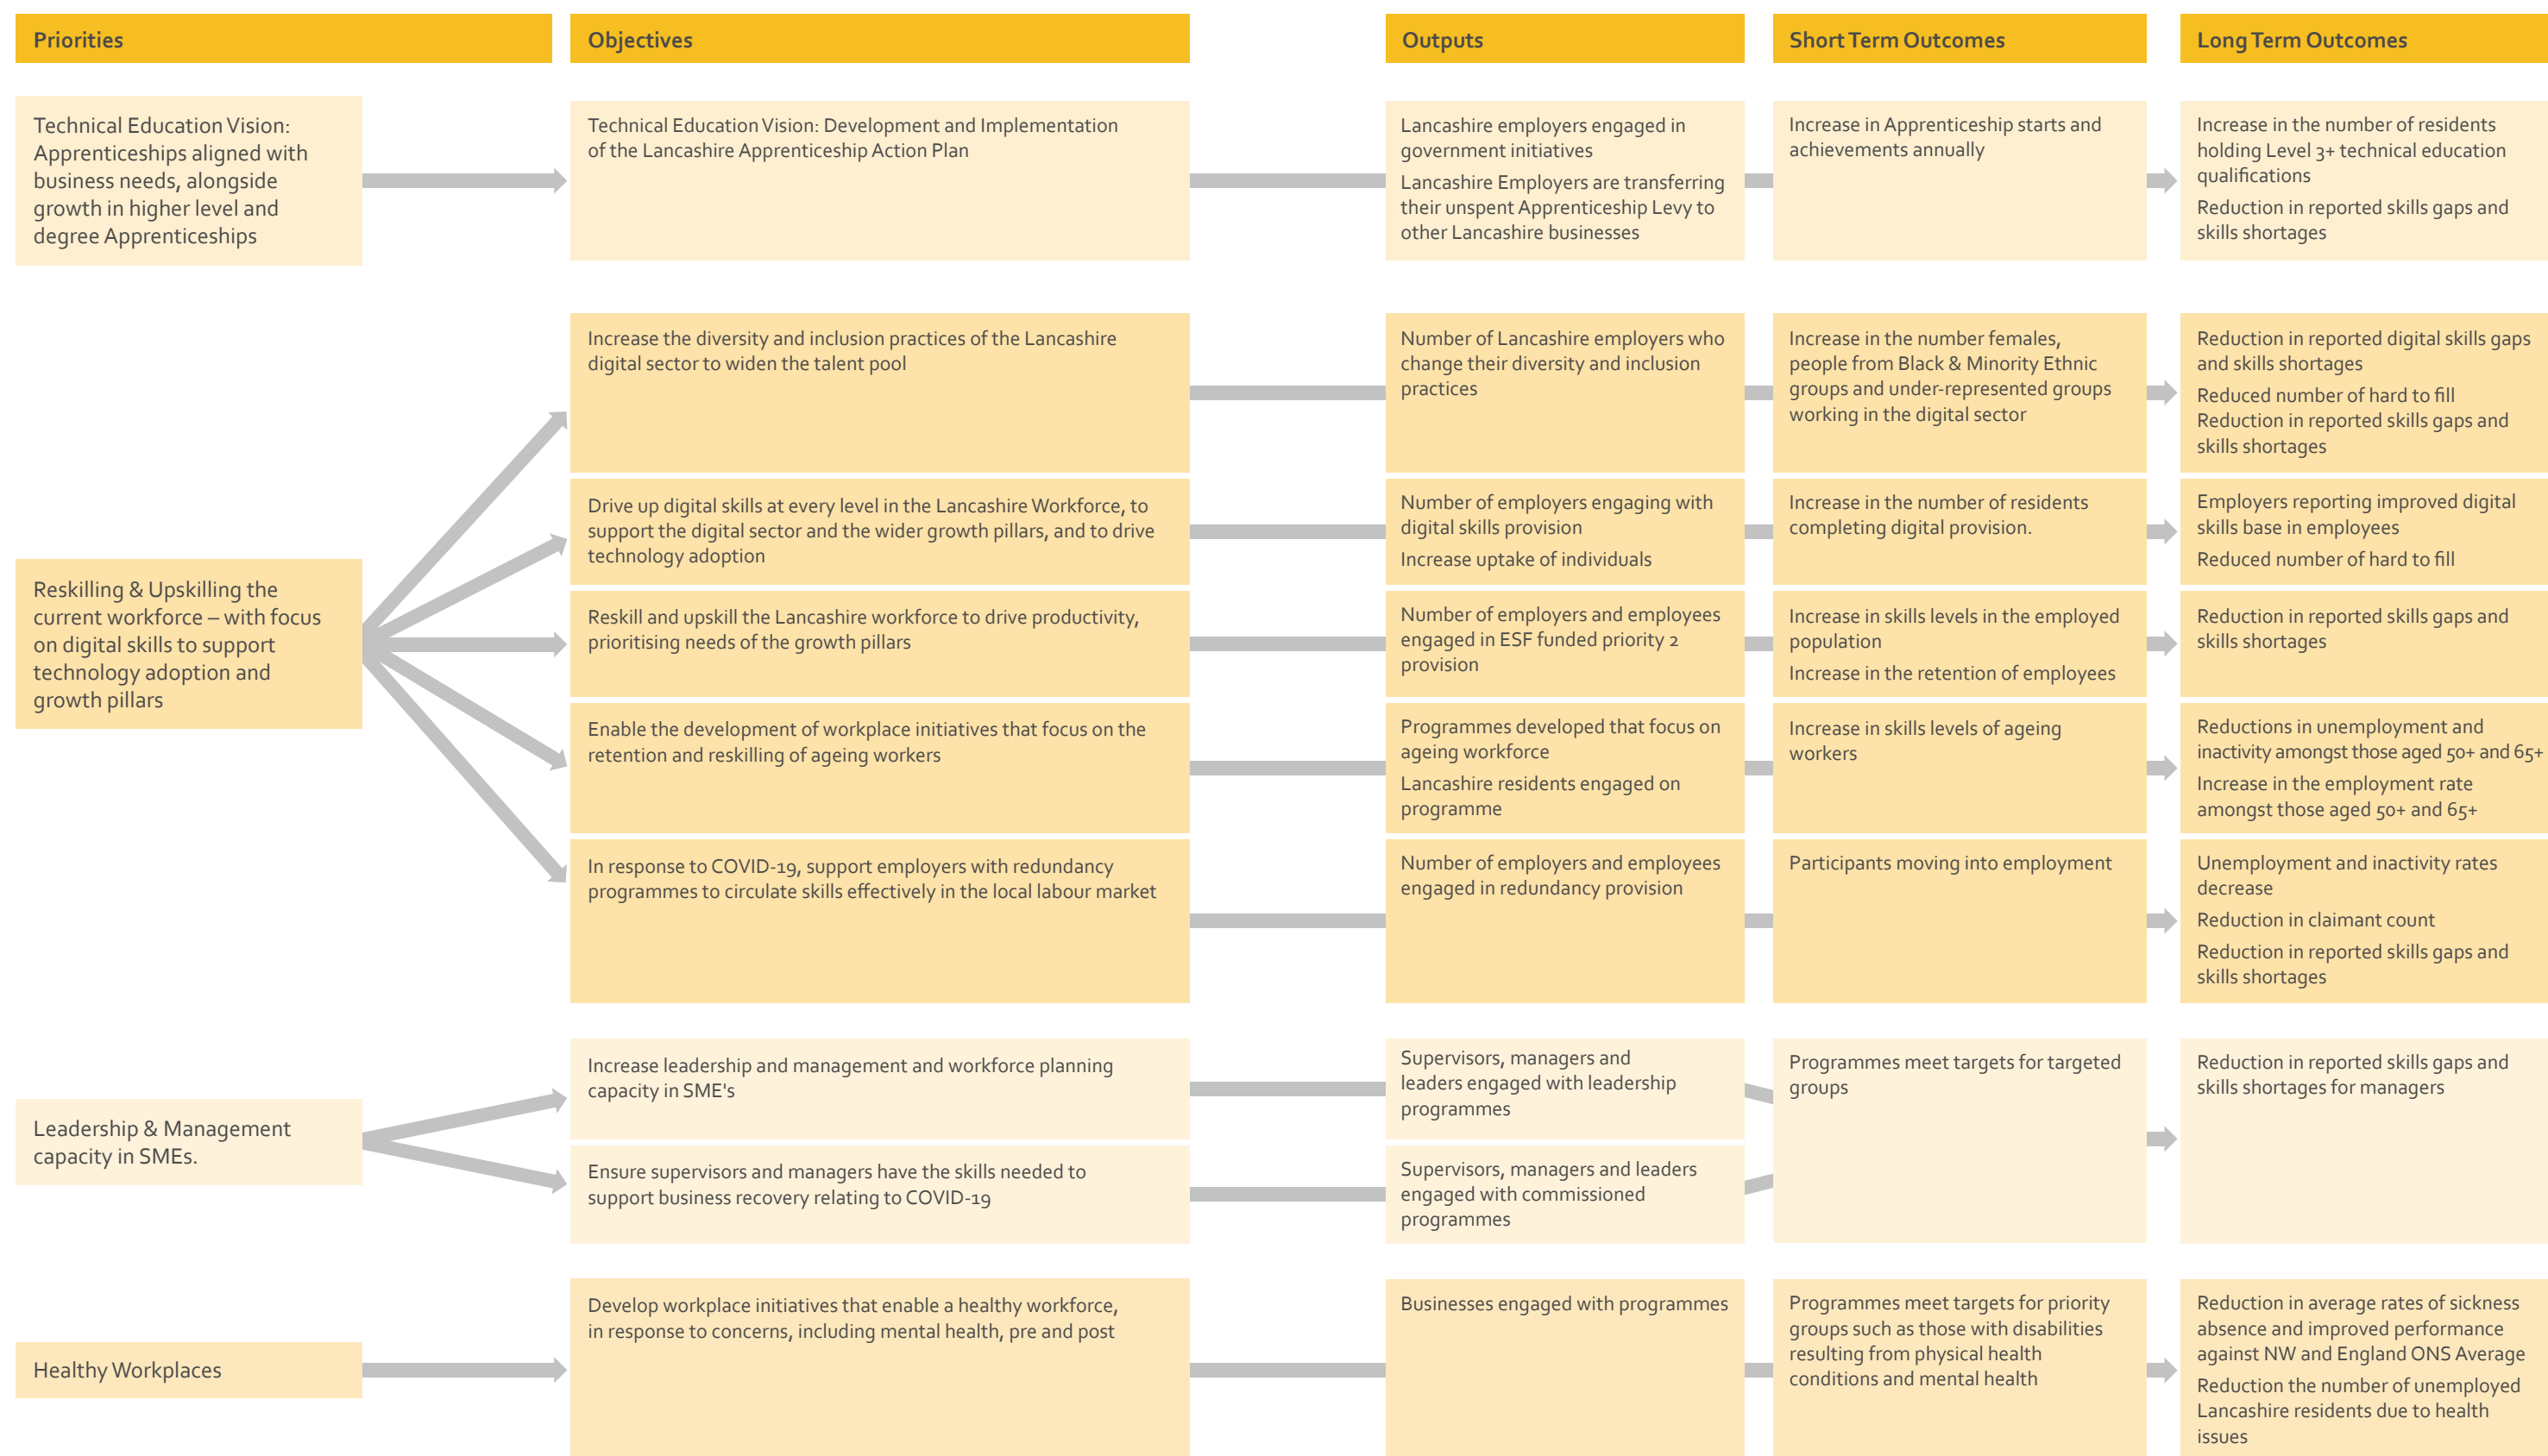 Priorities
Objectives
Outputs
Short Term Outcomes
Long Term Outcomes
Technical Education Vision:
Apprenticeships aligned with
business needs, alongside
growth in higher level and
degree Apprenticeships
Technical Education Vision: Development and Implementation
of the Lancashire Apprenticeship Action Plan
Lancashire employers engaged in
government initiatives
Lancashire Employers are transferring
their unspent Apprenticeship Levy to
other Lancashire businesses
Increase in Apprenticeship starts and
achievements annually
Increase in the number of residents
holding Level 3+ technical education
qualifications
Reduction in reported skills gaps and
skills shortages
Reskilling & Upskilling the
current workforce – with focus
on digital skills to support
technology adoption and
growth pillars
Increase the diversity and inclusion practices of the Lancashire
digital sector to widen the talent pool
Number of Lancashire employers who
change their diversity and inclusion
practices
Increase in the number females,
people from Black & Minority Ethnic
groups and under-represented groups
working in the digital sector
Reduction in reported digital skills gaps
and skills shortages
Reduced number of hard to fill
Reduction in reported skills gaps and
skills shortages
Drive up digital skills at every level in the Lancashire Workforce, to
support the digital sector and the wider growth pillars, and to drive
technology adoption
Number of employers engaging with
digital skills provision
Increase uptake of individuals
Increase in the number of residents
completing digital provision.
Employers reporting improved digital
skills base in employees
Reduced number of hard to fill
Reskill and upskill the Lancashire workforce to drive productivity,
prioritising needs of the growth pillars
Number of employers and employees
engaged in ESF funded priority 2
provision
Increase in skills levels in the employed
population
Increase in the retention of employees
Reduction in reported skills gaps and
skills shortages
Enable the development of workplace initiatives that focus on the
retention and reskilling of ageing workers
Programmes developed that focus on
ageing workforce
Lancashire residents engaged on
programme
Increase in skills levels of ageing
workers
Reductions in unemployment and
inactivity amongst those aged 50+ and 65+
Increase in the employment rate
amongst those aged 50+ and 65+
In response to COVID-19, support employers with redundancy
programmes to circulate skills effectively in the local labour market
Number of employers and employees
engaged in redundancy provision
Participants moving into employment
Unemployment and inactivity rates
decrease
Reduction in claimant count
Reduction in reported skills gaps and
skills shortages
Leadership & Management
capacity in SMEs.
Increase leadership and management and workforce planning
capacity in SME's
Supervisors, managers and
leaders engaged with leadership
programmes
Programmes meet targets for targeted
groups
Reduction in reported skills gaps and
skills shortages for managers
Ensure supervisors and managers have the skills needed to
support business recovery relating to COVID-19
Supervisors, managers and leaders
engaged with commissioned
programmes
Healthy Workplaces
Develop workplace initiatives that enable a healthy workforce,
in response to concerns, including mental health, pre and post
Businesses engaged with programmes
Programmes meet targets for priority
groups such as those with disabilities
resulting from physical health
conditions and mental health
Reduction in average rates of sickness
absence and improved performance
against NW and England ONS Average
Reduction the number of unemployed
Lancashire residents due to health
issues